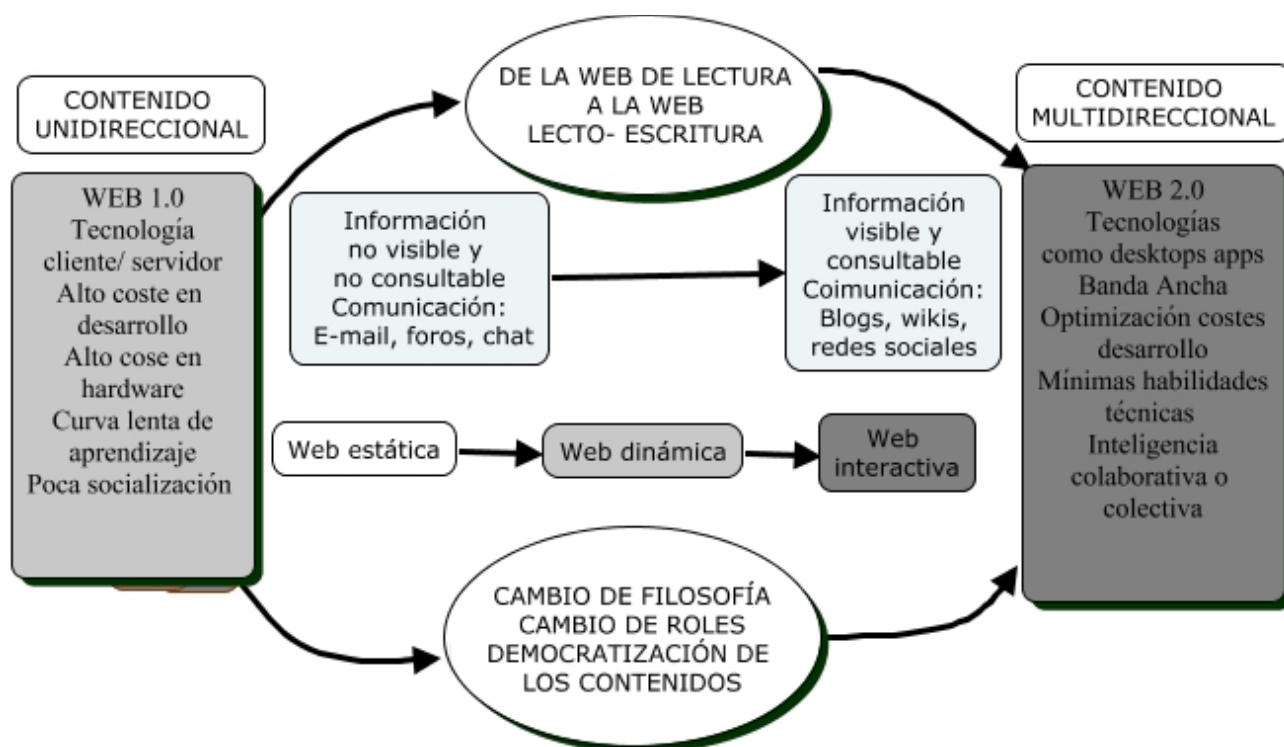 CONTENIDO
UNIDIRECCIONAL
WEB 1.0
Tecnología
cliente/ servidor
Alto coste en
desarrollo
Alto cose en
hardware
Curva lenta de
aprendizaje
Poca socialización
DE LA WEB DE LECTURA
A LA WEB
LECTO- ESCRITURA
Información
no visible y
no consultable
Comunicación:
E-mail, foros, chat
Información
visible y
consultable
Coimunicación:
Blogs, wikis,
redes sociales
Web estática
Web dinámica
Web
interactiva
CAMBIO DE FILOSOFÍA
CAMBIO DE ROLES
DEMOCRATIZACIÓN DE
LOS CONTENIDOS
CONTENIDO
MULTIDIRECCIONAL
WEB 2.0
Tecnologías
como desktops apps
Banda Ancha
Optimización costes
desarrollo
Mínimas habilidades
técnicas
Inteligencia
colaborativa o
colectiva